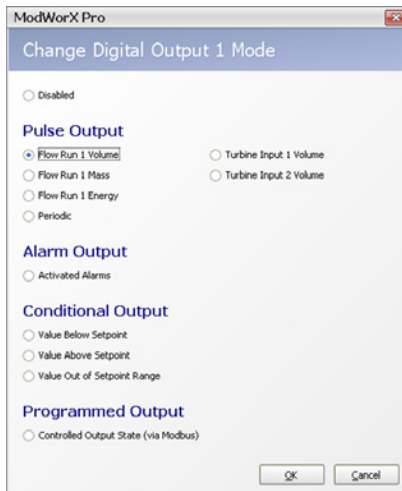 ModWorX Pro
Change Digital Output 1 Mode
Disabled
Pulse Output
Flow Run 1 Volume
Turbine Input 1 Volume
Flow Run 1 Mass
Turbine Input 2 Volume
Flow Run 1 Energy
Periodic
Alarm Output
Activated Alarms
Conditional Output
Value Below Setpoint
Value Above Setpoint
Value Out of Setpoint Range
Programmed Output
Controlled Output State (via Modbus)
OK Cancel